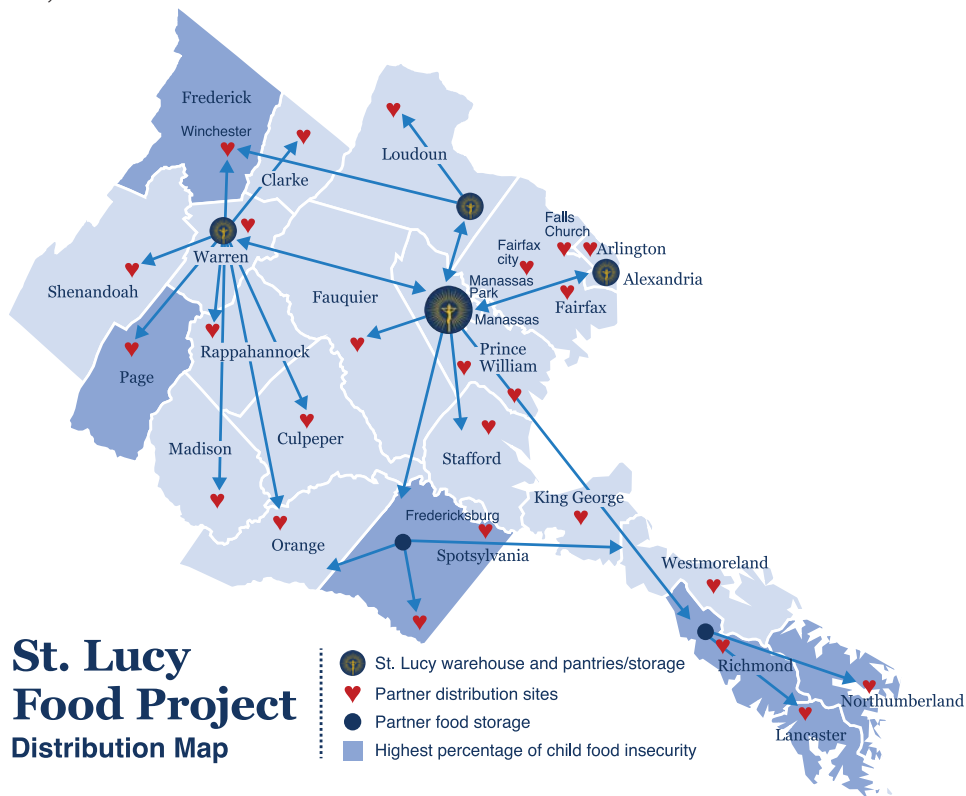 Frederick
Winchester
Clarke
Loudoun
Warren
Shenandoah
Page
Rappahannock
Fauquier
Madison
Culpeper
Orange
Falls
Church
Arlington
Fairfax
city
Alexandria
Fairfax
Manassas
Park
Manassas
Prince
William
Stafford
King George
Fredericksburg
Spotsylvania
Westmoreland
Richmond
Northumberland
Lancaster
St. Lucy
Food Project
Distribution Map
St. Lucy warehouse and pantries/storage
Partner distribution sites
Partner food storage
Highest percentage of child food insecurity